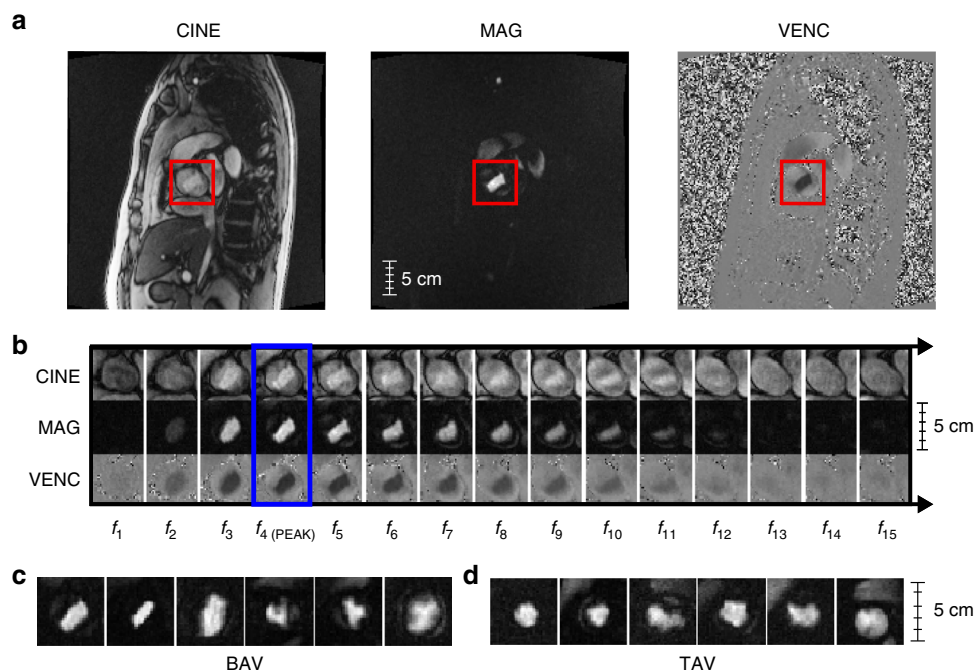 a
CINE MAG VENC
5 cm
b
CINE
MAG
VENC
5 cm
f1 f2 f3 f4 (PEAK) f5 f6 f7 f8 f9 f10 f11 f12 f13 f14 f15
c d
5 cm
BAV TAV